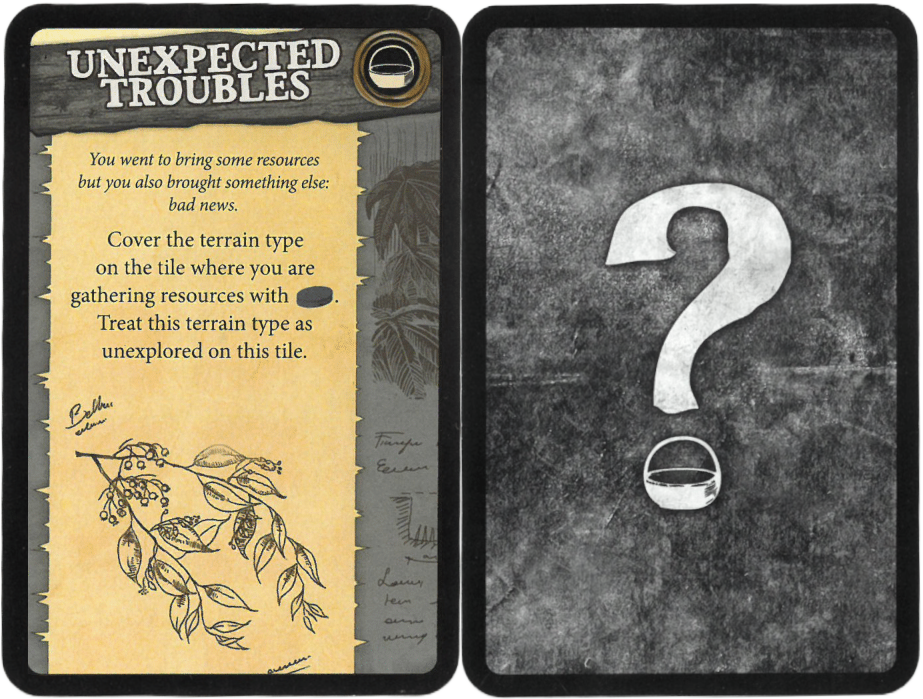 UNEXPECTED
TROUBLES
You went to bring some resources
but you also brought something else:
bad news.
Cover the terrain type
on the tile where you are
gathering resources with .
Treat this terrain type as
unexplored on this tile.
?